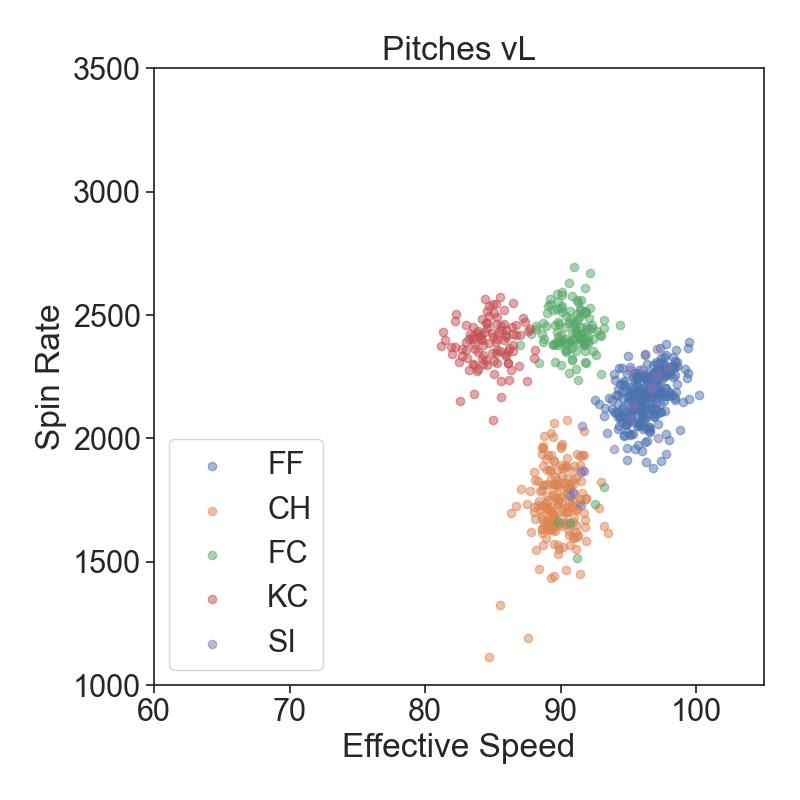 Pitches vL
3500
3000
2500
2000
1500
1000
Spin Rate
FF
CH
FC
KC
SI
60 70 80 90 100
Effective Speed